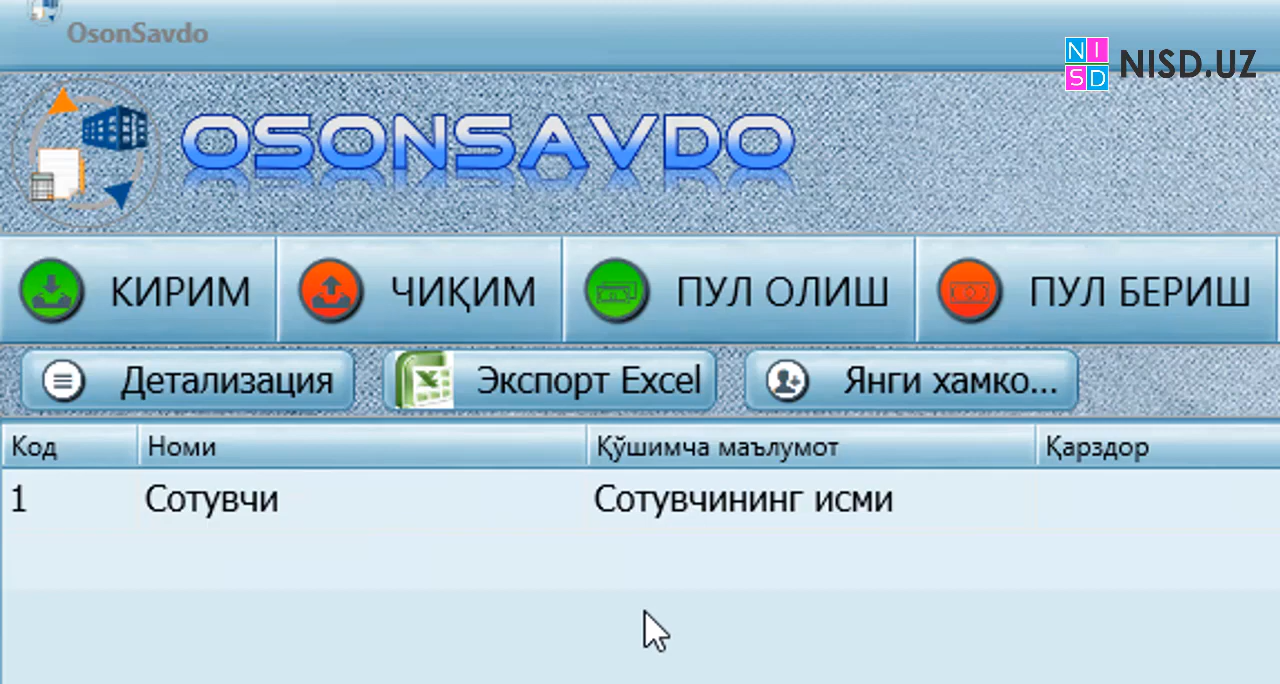 OsonSavdo
NISD.UZ
OSONSAVDO
КИРИМ ЧИҚИМ ПУЛ ОЛИШ ПУЛ БЕРИШ
Детализация Экспорт Excel Янги хамко...
Код Номи Қўшимча маълумот Қарздор
1 Сотувчи Сотувчининг исми